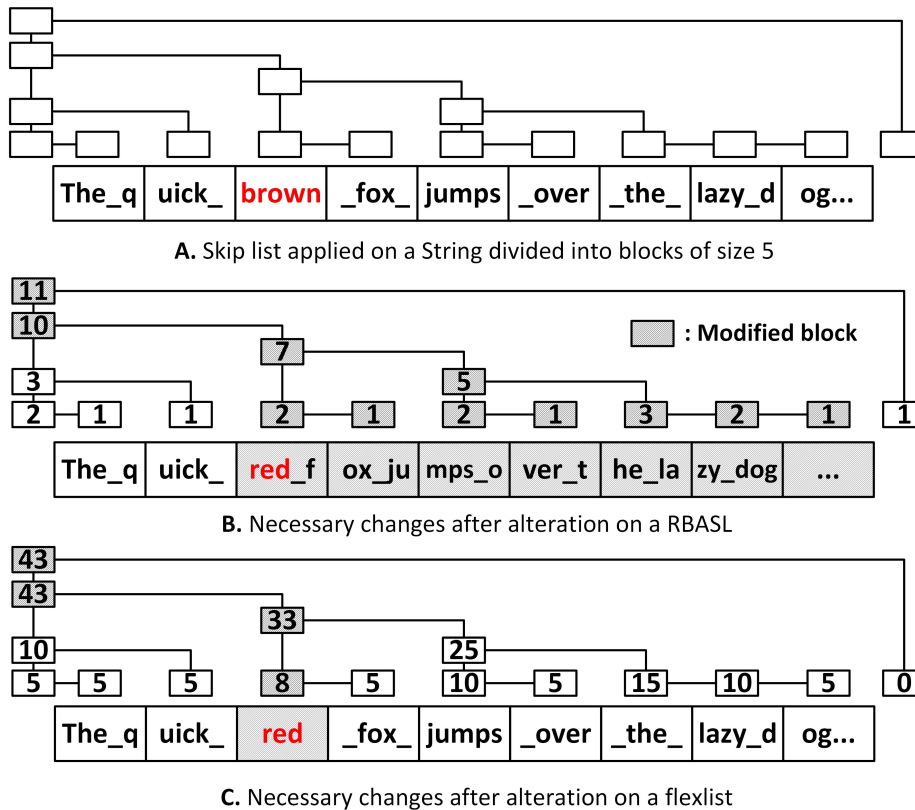 The_q uick_ brown _fox_ jumps _over _the_ lazy_d og...
A. Skip list applied on a String divided into blocks of size 5
11
10
: Modified block
7
3 5
2 1 1 2 1 2 1 3 2 1 1
The_q uick_ red_f ox_ju mps_o ver_t he_la zy_dog ...
B. Necessary changes after alteration on a RBASL
43
43
33
10 25
5 5 5 8 5 10 5 15 10 5 0
The_q uick_ red _fox_ jumps _over _the_ lazy_d og...
C. Necessary changes after alteration on a flexlist